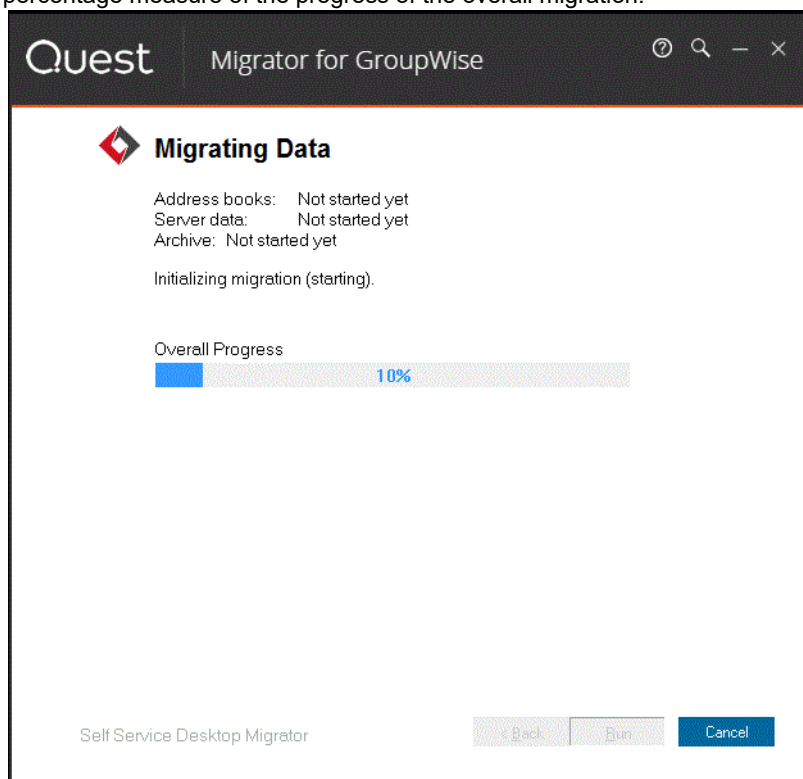 percentage measure of the progress of the overall migration.
Quest Migrator for GroupWise
Migrating Data
Address books: Not started yet
Server data: Not started yet
Archive: Not started yet
Initializing migration (starting).
Overall Progress
10%
Self Service Desktop Migrator < Back Run Cancel